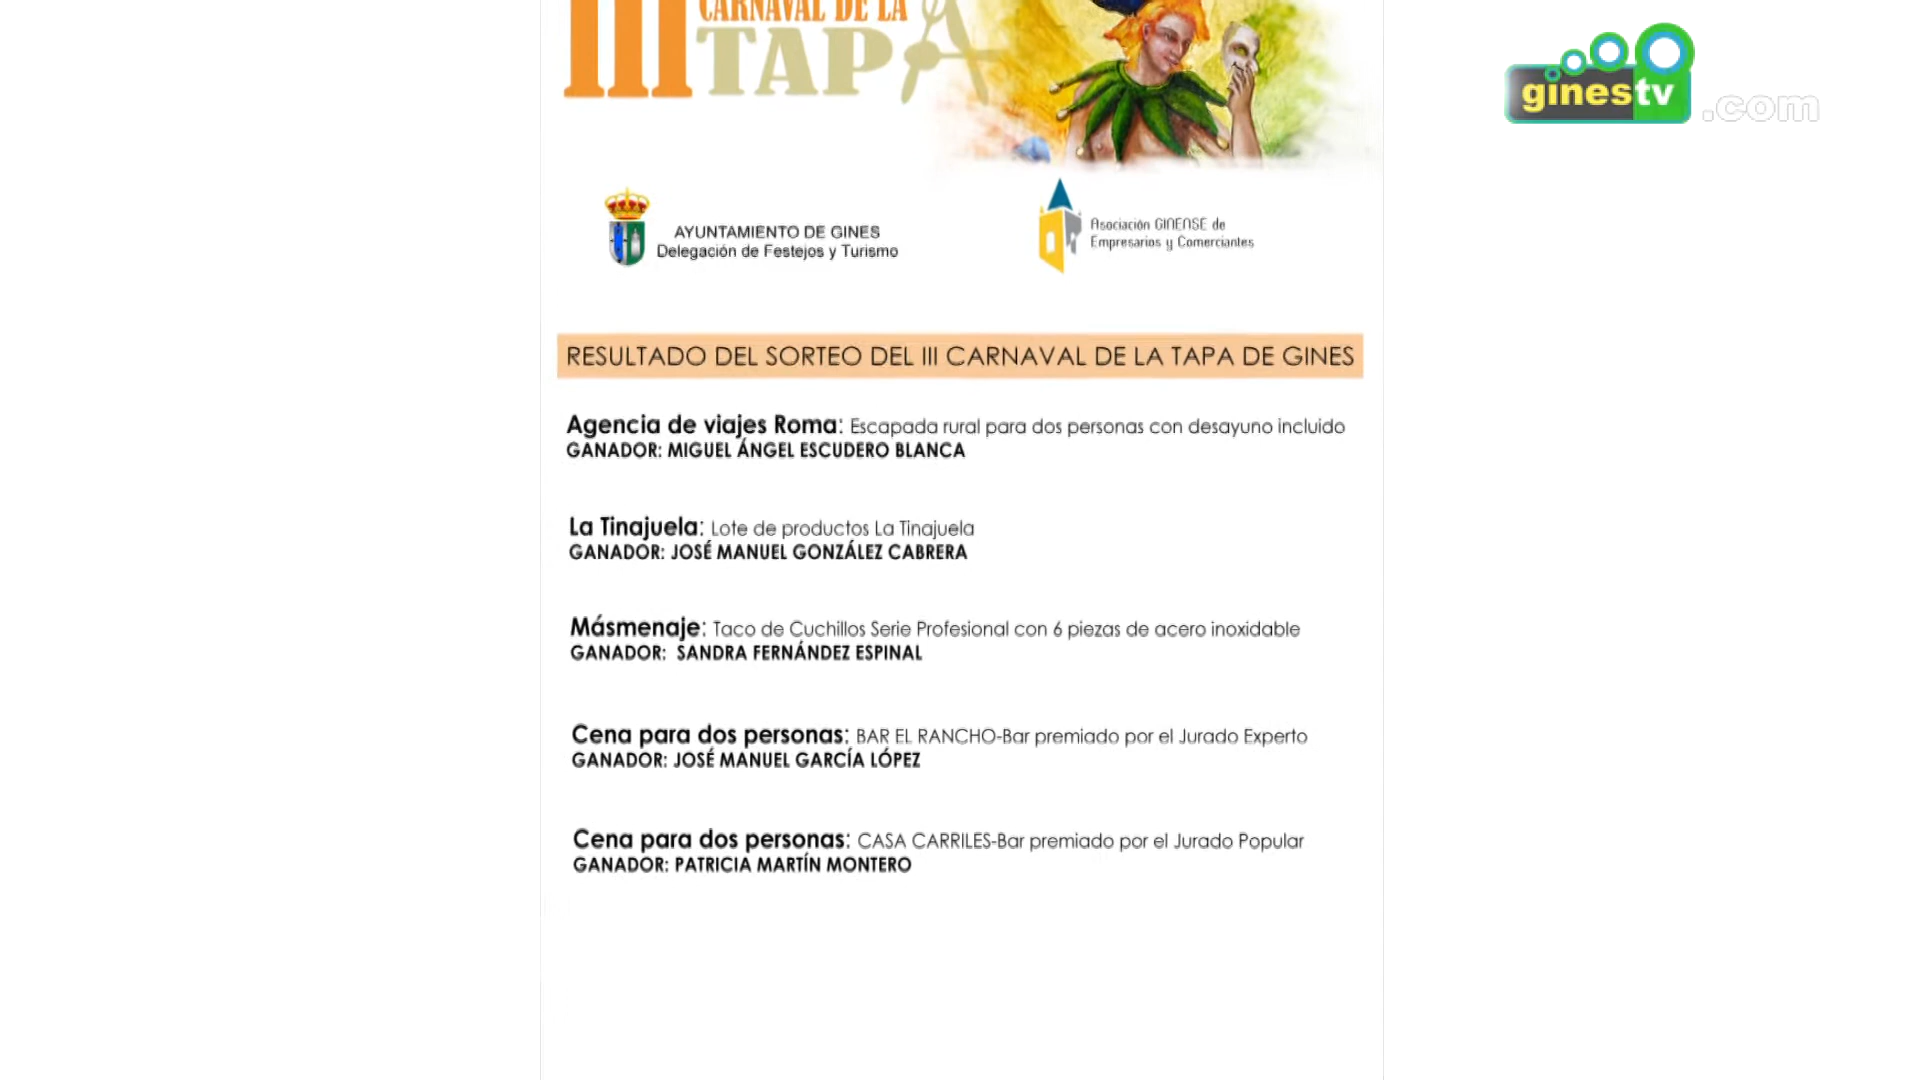 III CARNAVAL DE LA
TAPA
ginestv.com
AYUNTAMIENTO DE GINES
Delegación de Festejos y Turismo
Asociación GINENSE de
Empresarios y Comerciantes
RESULTADO DEL SORTEO DEL III CARNAVAL DE LA TAPA DE GINES
Agencia de viajes Roma: Escapada rural para dos personas con desayuno incluido
GANADOR: MIGUEL ÁNGEL ESCUDERO BLANCA
La Tinajuela: Lote de productos La Tinajuela
GANADOR: JOSÉ MANUEL GONZÁLEZ CABRERA
Másmenaje: Taco de Cuchillos Serie Profesional con 6 piezas de acero inoxidable
GANADOR: SANDRA FERNÁNDEZ ESPINAL
Cena para dos personas: BAR EL RANCHO-Bar premiado por el Jurado Experto
GANADOR: JOSÉ MANUEL GARCÍA LÓPEZ
Cena para dos personas: CASA CARRILES-Bar premiado por el Jurado Popular
GANADOR: PATRICIA MARTÍN MONTERO